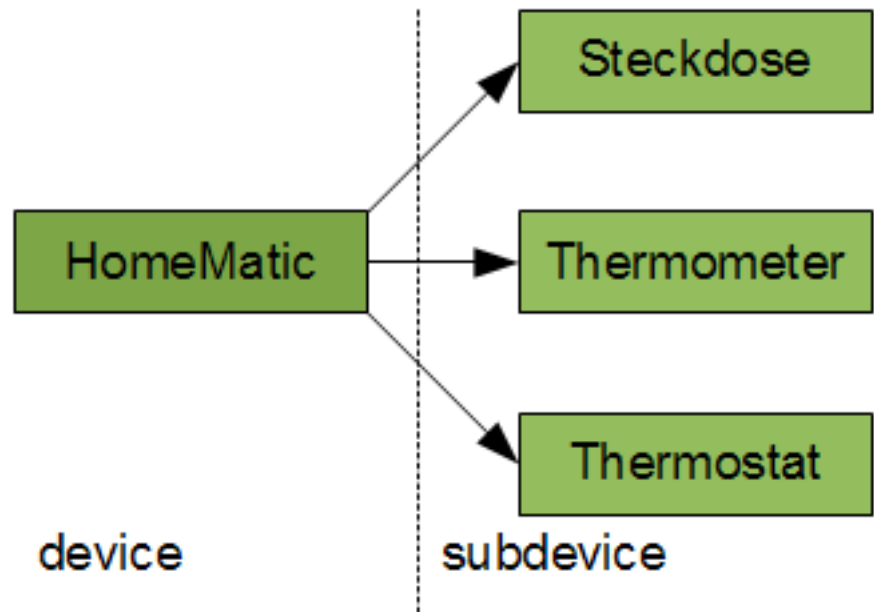 Steckdose
HomeMatic
Thermometer
Thermostat
device
subdevice